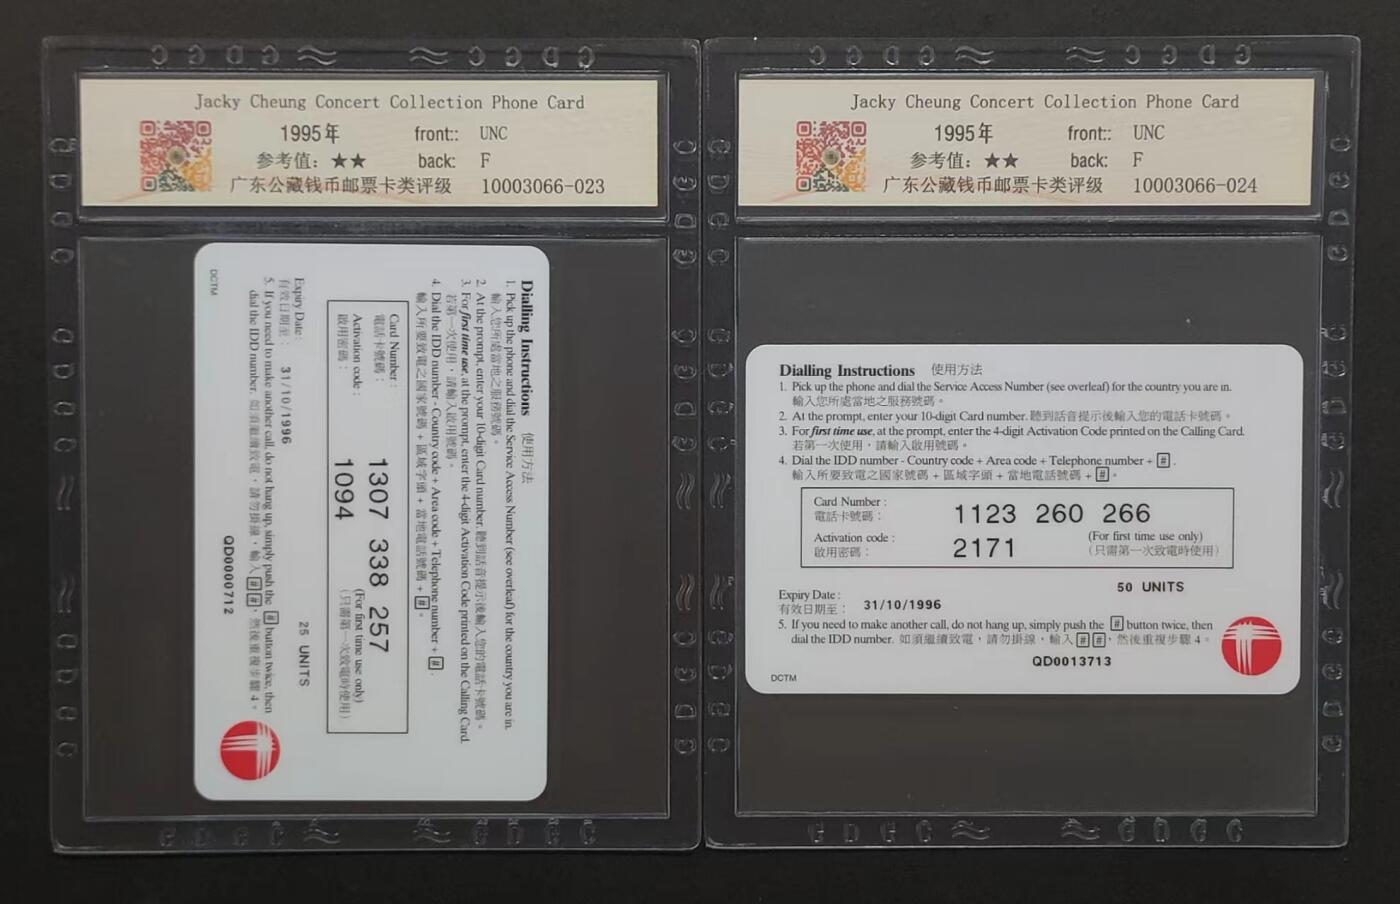 Jacky Cheung Concert Collection Phone Card
1995年 front:: UNC
参考值：★★ back: F
广东公藏钱币邮票卡类评级 10003066-023
Dialling Instructions 使用方法
1. Pick up the phone and dial the Service Access Number (see overleaf) for the country you are in.
輸入您所處當地之服務號碼。
2. At the prompt, enter your 10-digit Card number. 聽到話音提示後輸入您的電話卡號碼。
3. For first time use, at the prompt, enter the 4-digit Activation Code printed on the Calling Card.
若第一次使用，請輸入啟用號碼。
4. Dial the IDD number - Country code + Area code + Telephone number + #.
輸入所要致電之國家號碼 + 區域字頭 + 當地電話號碼 + #。
Card Number :
電話卡號碼： 1307 338 257
Activation code : (For first time use only)
啟用密碼： 1094 (只需第一次致電時使用)
25 UNITS
Expiry Date :
有效日期至： 31/10/1996
5. If you need to make another call, do not hang up, simply push the # button twice, then
dial the IDD number. 如須繼續致電，請勿掛線，輸入 # #，然後重複步驟 4。
QD0000712
DCTM
Jacky Cheung Concert Collection Phone Card
1995年 front:: UNC
参考值：★★ back: F
广东公藏钱币邮票卡类评级 10003066-024
Dialling Instructions 使用方法
1. Pick up the phone and dial the Service Access Number (see overleaf) for the country you are in.
輸入您所處當地之服務號碼。
2. At the prompt, enter your 10-digit Card number. 聽到話音提示後輸入您的電話卡號碼。
3. For first time use, at the prompt, enter the 4-digit Activation Code printed on the Calling Card.
若第一次使用，請輸入啟用號碼。
4. Dial the IDD number - Country code + Area code + Telephone number + #.
輸入所要致電之國家號碼 + 區域字頭 + 當地電話號碼 + #。
Card Number :
電話卡號碼： 1123 260 266
Activation code : (For first time use only)
啟用密碼： 2171 (只需第一次致電時使用)
50 UNITS
Expiry Date :
有效日期至： 31/10/1996
5. If you need to make another call, do not hang up, simply push the # button twice, then
dial the IDD number. 如須繼續致電，請勿掛線，輸入 # #，然後重複步驟 4。
QD0013713
DCTM